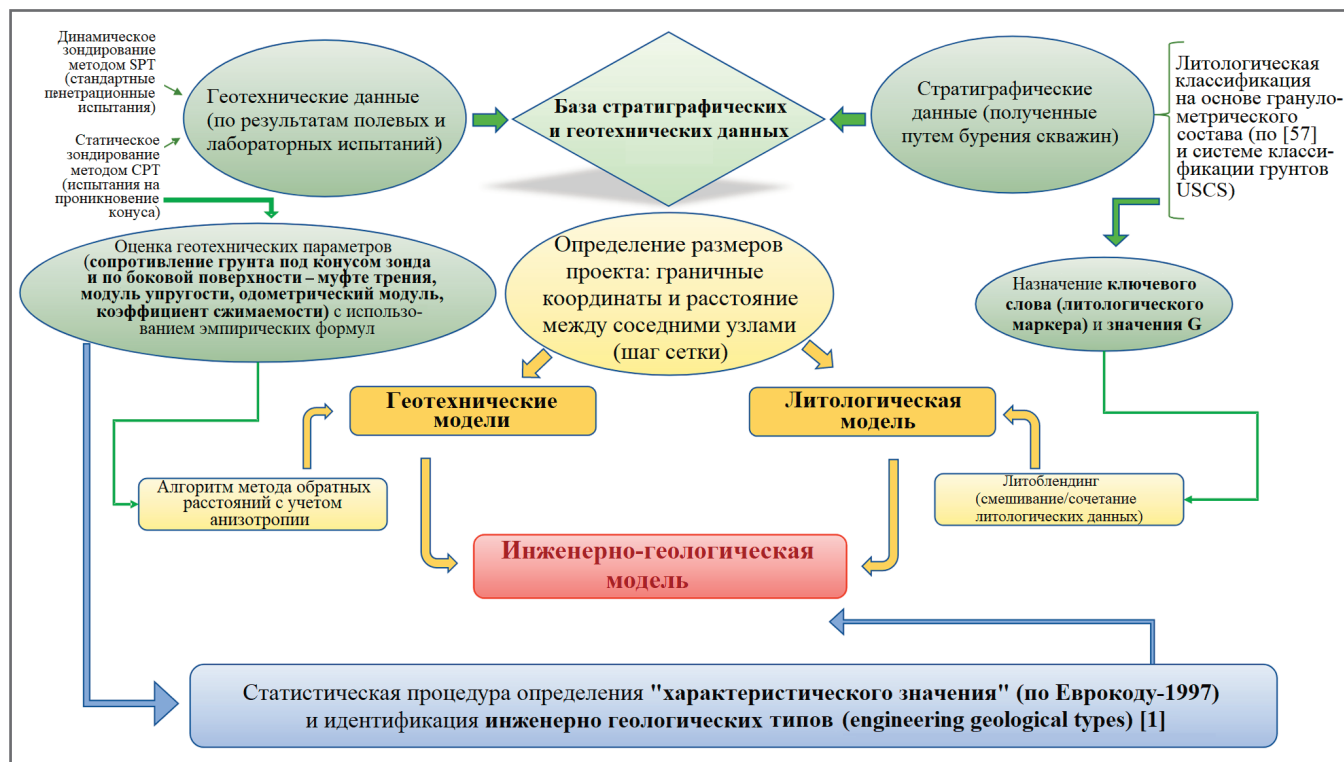 Динамическое
зондирование
методом SPT
(стандартные
пенетрационные
испытания)
Статическое
зондирование
методом CPT
(испытания на
проникновение
конуса)
Геотехнические данные
(по результатам полевых и
лабораторных испытаний)
База стратиграфических
и геотехнических данных
Стратиграфические
данные (полученные
путем бурения скважин)
Литологическая
классификация
на основе грануло-
метрического
состава (по [57]
и системе класси-
фикации грунтов
USCS)
Оценка геотехнических параметров
(сопротивление грунта под конусом зонда
и по боковой поверхности – муфте трения,
модуль упругости, одометрический модуль,
коэффициент сжимаемости) с использо-
ванием эмпирических формул
Определение размеров
проекта: граничные
координаты и расстояние
между соседними узлами
(шаг сетки)
Назначение ключевого
слова (литологического
маркера) и значения G
Геотехнические
модели
Литологическая
модель
Алгоритм метода обратных
расстояний с учетом
анизотропии
Литоблендинг
(смешивание/сочетание
литологических данных)
Инженерно-геологическая
модель
Статистическая процедура определения "характеристического значения" (по Еврокоду-1997)
и идентификация инженерно геологических типов (engineering geological types) [1]